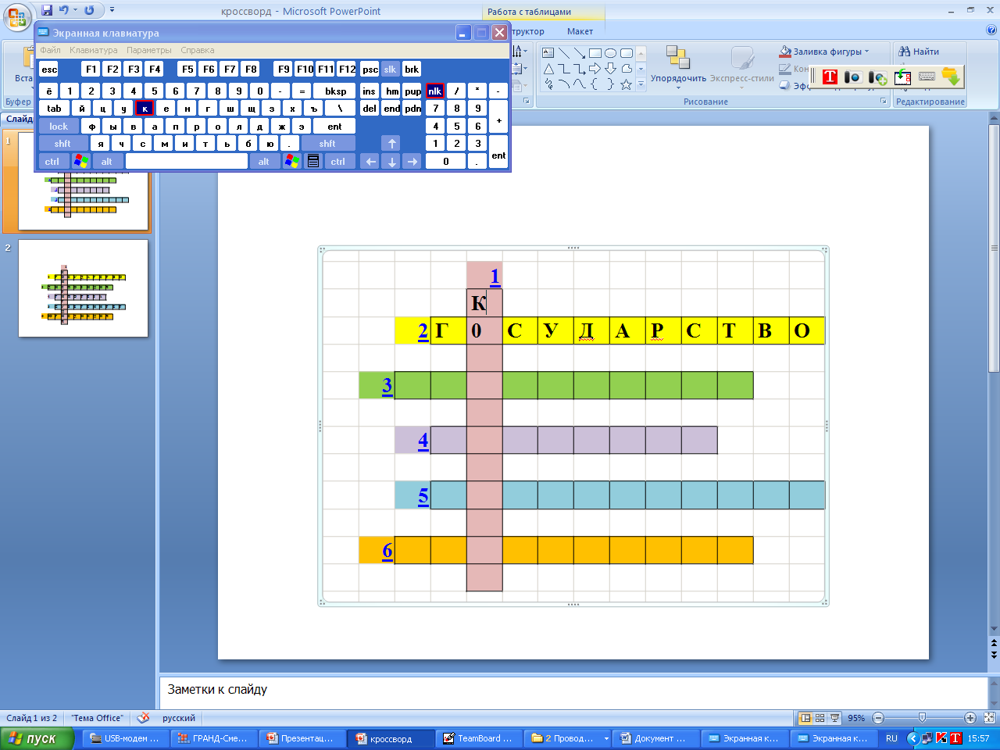 кроссворд - Microsoft PowerPoint
Работа с таблицами
Экранная клавиатура
Макет
Файл Клавиатура Параметры Справка
Заливка фигуры
Найти
Упорядочить
Экспресс-стили
Рисование
Редактирование
esc F1 F2 F3 F4 F5 F6 F7 F8 F9 F10 F11 F12 psc slk brk
ё 1 2 3 4 5 6 7 8 9 0 - = bksp ins hm pup nlk / * -
tab й ц у к е н г ш щ з х ъ \ del end pdn 7 8 9
lock ф ы в а п р о л д ж э ent 4 5 6 +
shft я ч с м и т ь б ю . shft ↑ 1 2 3
ctrl alt alt ctrl ← ↓ → 0 . ent
1
2
1
К
2 Г 0 С У Д А Р С Т В О
3
4
5
6
Заметки к слайду
Слайд 1 из 2 "Тема Office" русский 95%
пуск USB-модем ... ГРАНД-Сме... Презентац... кроссворд TeamBoard ... 2 Провод... Документ ... Экранная к... Экранная к... RU 15:57